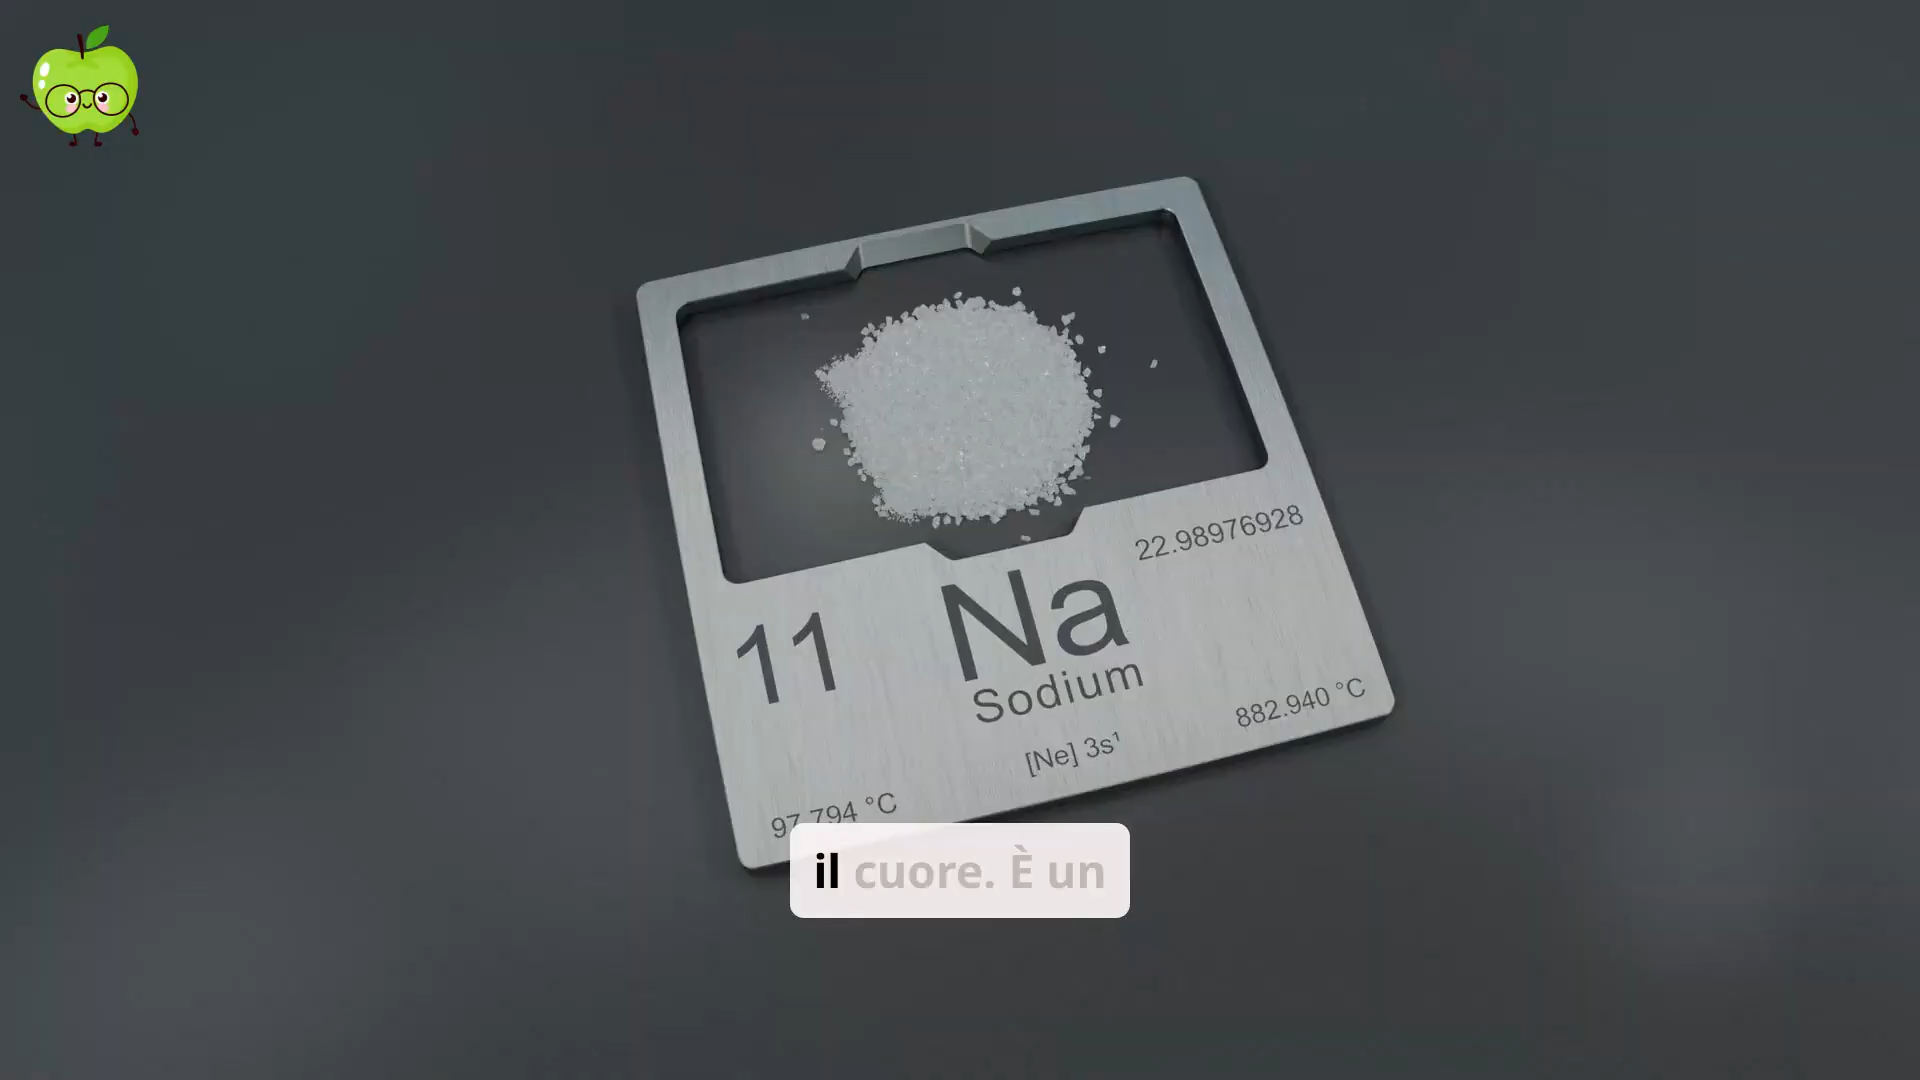 22.98976928
11
Na
Sodium
882.940 °C
[Ne] 3s¹
97.794 °C
il cuore. È un